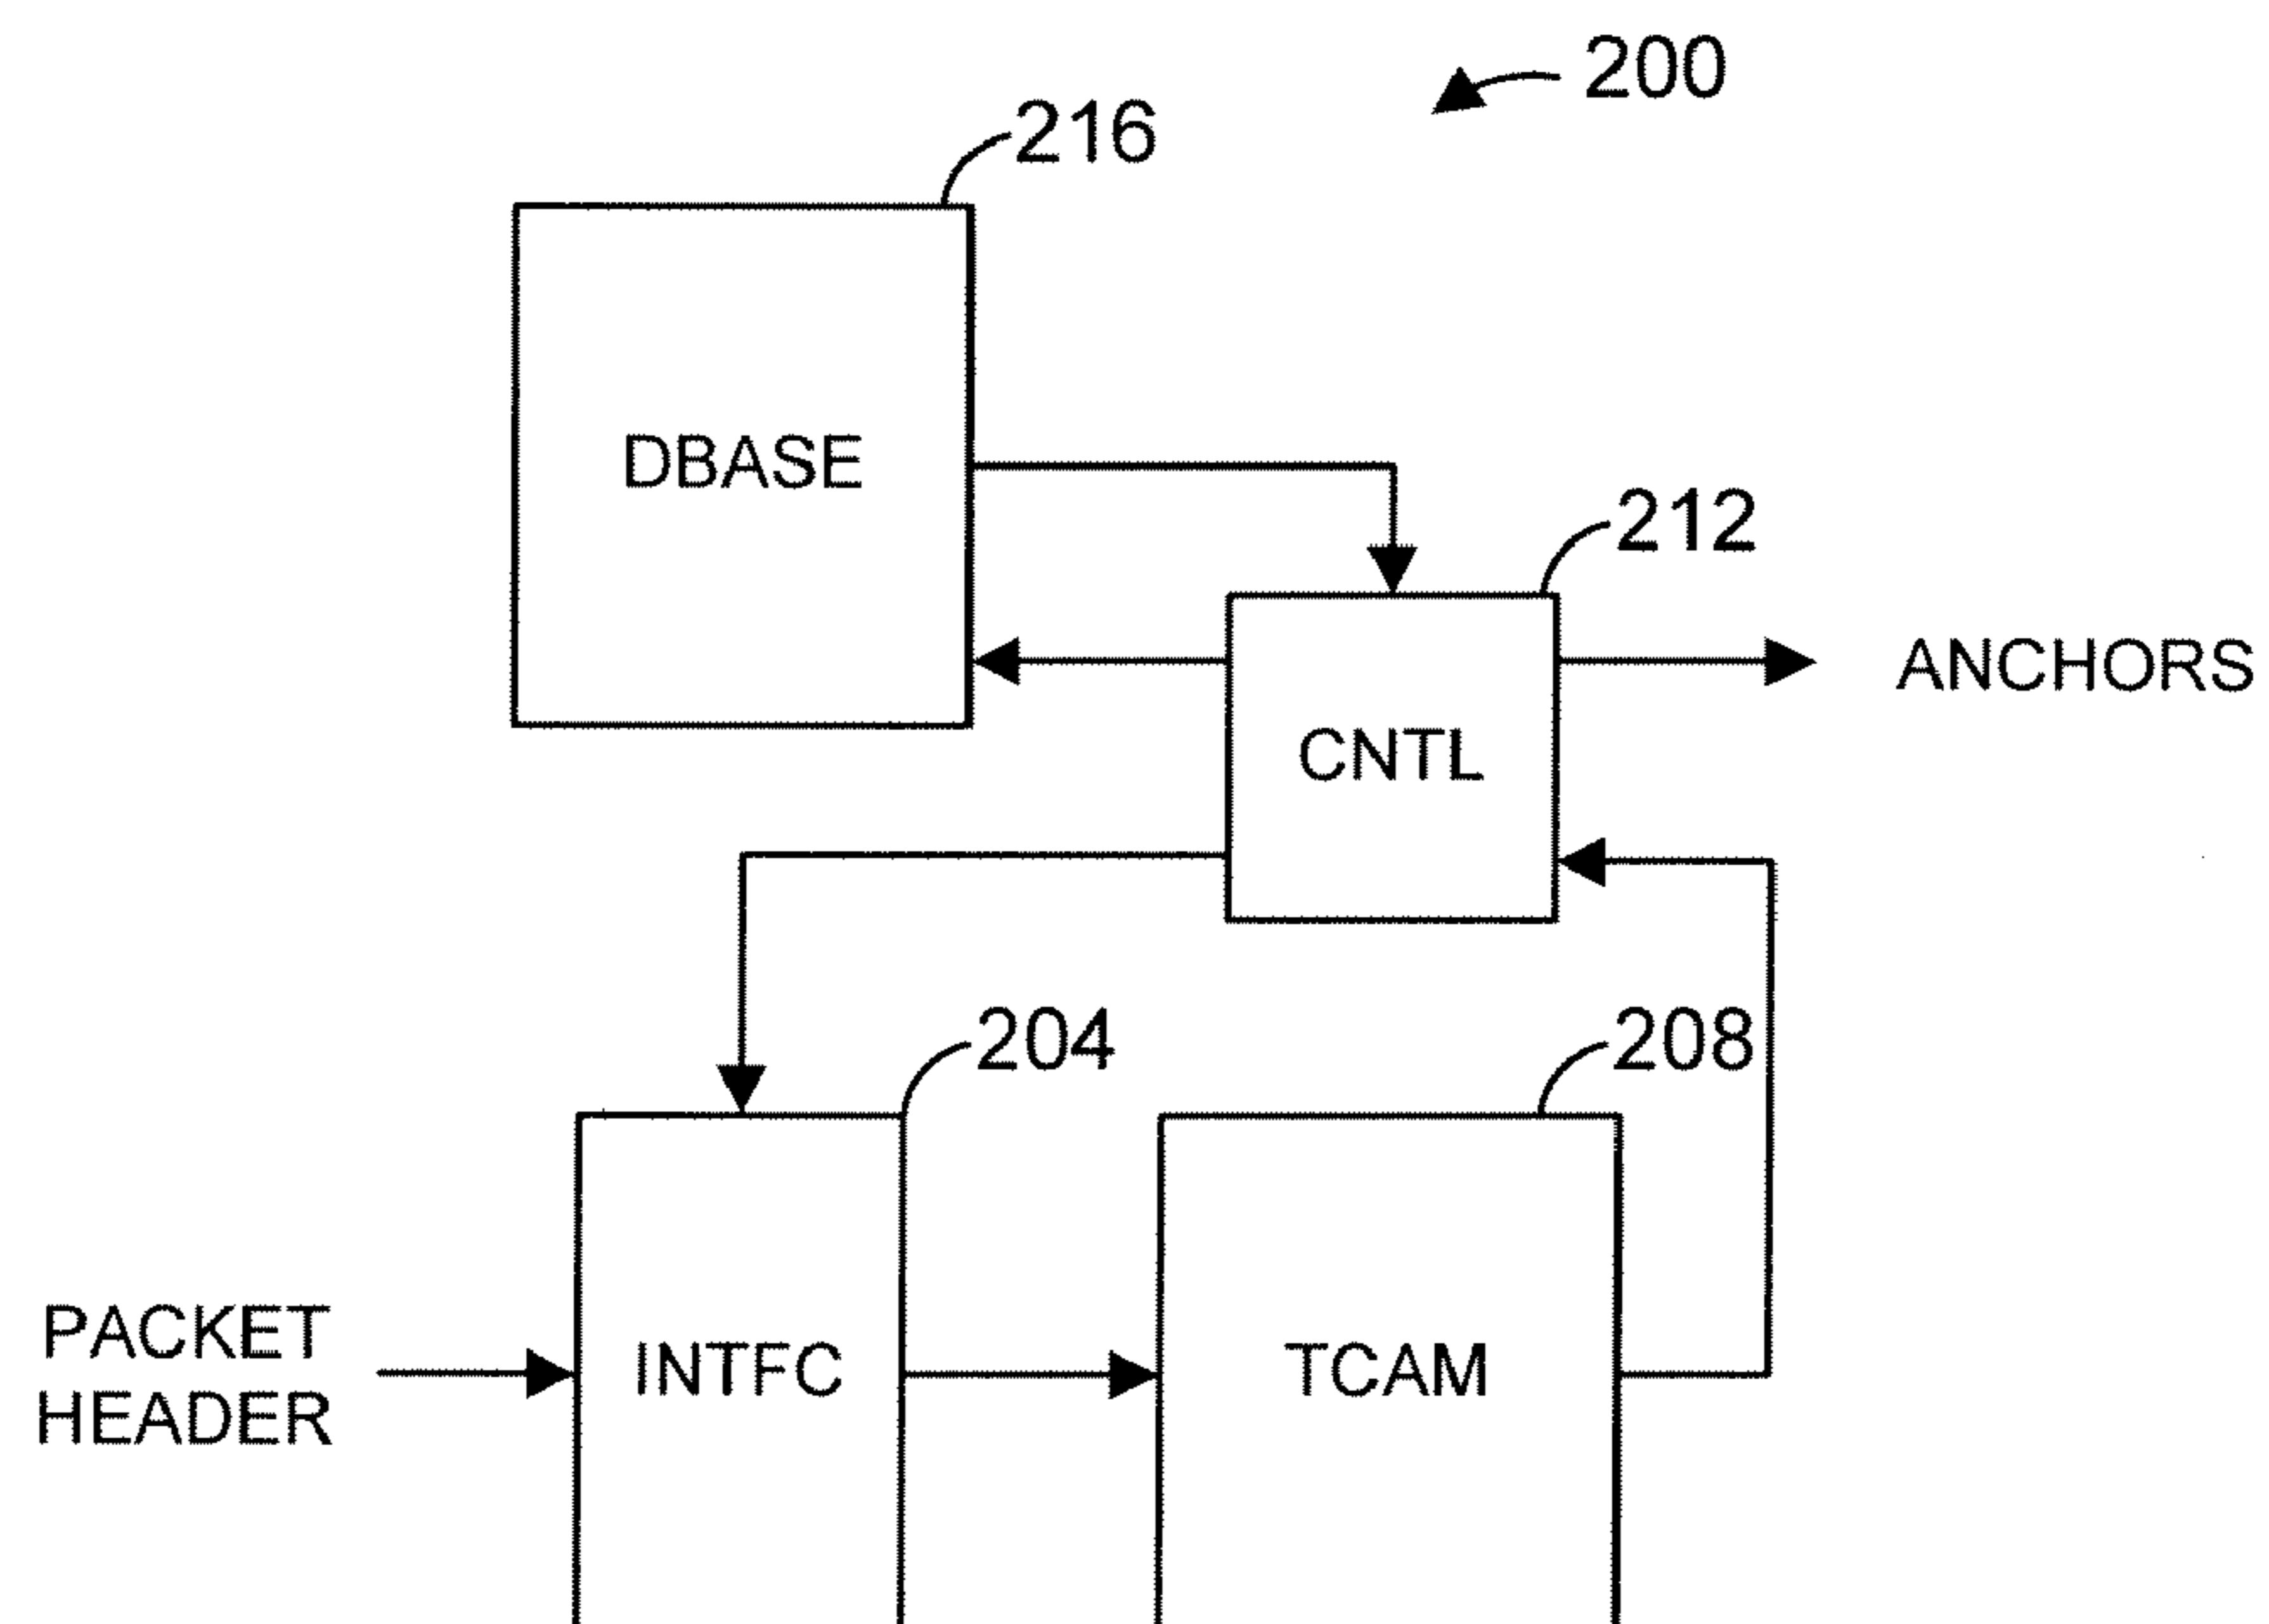 200
216
DBASE
212
ANCHORS
CNTL
204
208
PACKET
HEADER
INTFC
TCAM